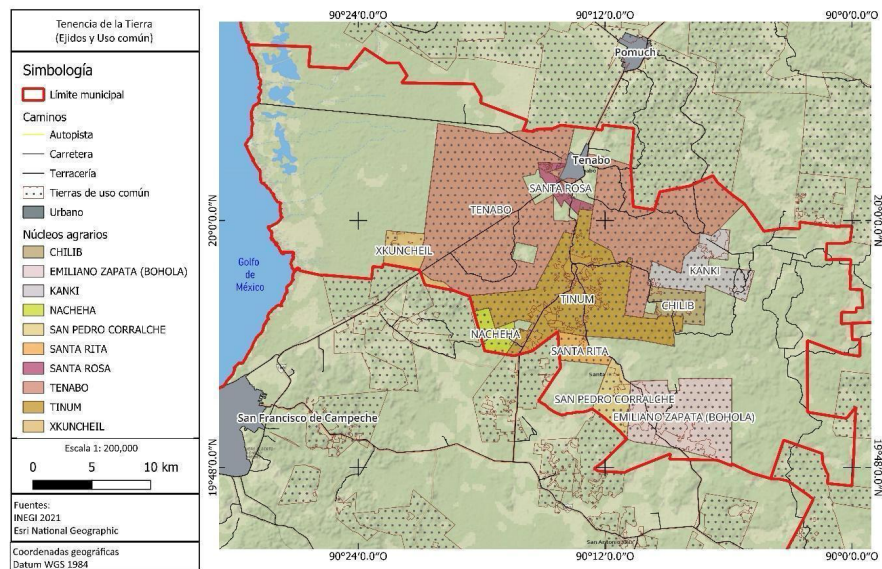 Tenencia de la Tierra
(Ejidos y Uso común)
Simbología
Límite municipal
Caminos
Autopista
Carretera
Terracería
Tierras de uso común
Urbano
Núcleos agrarios
CHILIB
EMILIANO ZAPATA (BOHOLA)
KANKI
NACHEHA
SAN PEDRO CORRALCHE
SANTA RITA
SANTA ROSA
TENABO
TINUM
XKUNCHEIL
Escala 1: 200,000
0 5 10 km
Fuentes:
INEGI 2021
Esri National Geographic
Coordenadas geográficas
Datum WGS 1984
90°24'0.0"O 90°12'0.0"O 90°0'0.0"O
Pomuch
Tenabo
SANTA ROSA
TENABO
20°0'0.0"N 20°0'0.0"N
XKUNCHEIL
Golfo
de
México
KANKI
TINUM
CHILIB
NACHEHA
SANTA RITA
Santa
SAN PEDRO CORRALCHE
EMILIANO ZAPATA (BOHOLA)
San Francisco de Campeche
19°48'0.0"N 19°48'0.0"N
90°24'0.0"O 90°12'0.0"O 90°0'0.0"O